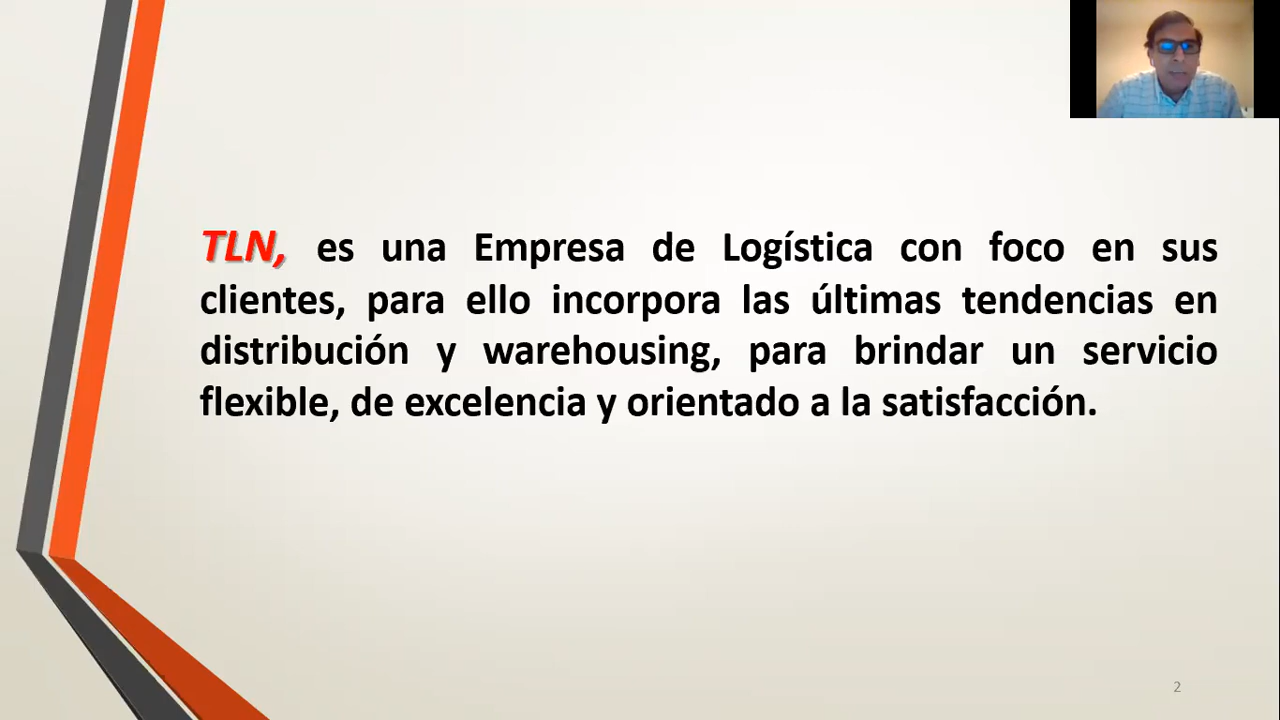 TLN, es una Empresa de Logística con foco en sus
clientes, para ello incorpora las últimas tendencias en
distribución y warehousing, para brindar un servicio
flexible, de excelencia y orientado a la satisfacción.
2